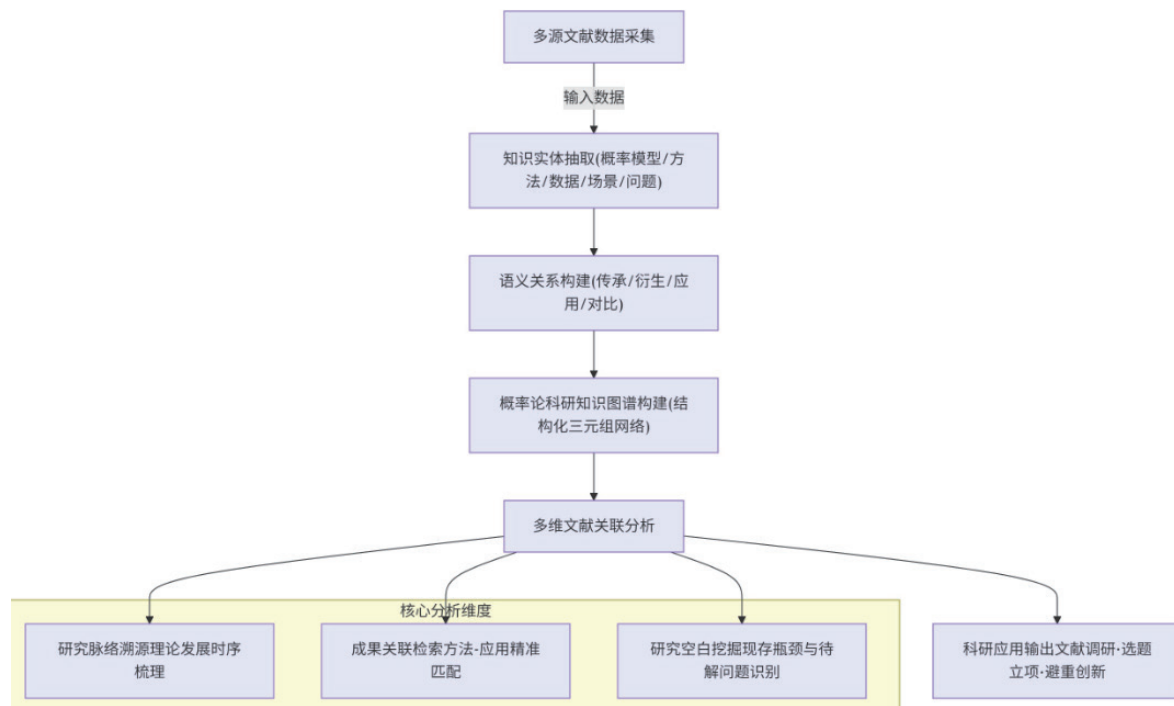 多源文献数据采集
输入数据
知识实体抽取(概率模型/方
法/数据/场景/问题)
语义关系构建(传承/衍生/应
用/对比)
概率论科研知识图谱构建(结
构化三元组网络)
多维文献关联分析
核心分析维度
研究脉络溯源理论发展时序
梳理
成果关联检索方法-应用精准
匹配
研究空白挖掘现存瓶颈与待
解问题识别
科研应用输出文献调研·选题
立项·避重创新